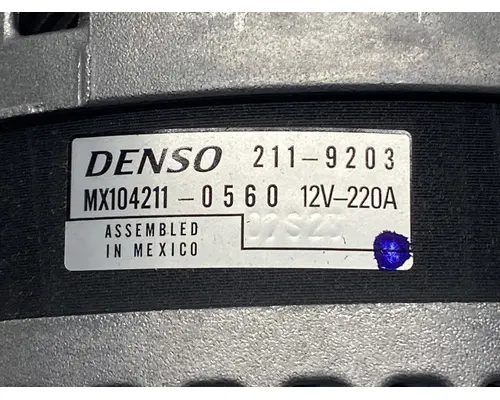 DENSO 211-9203
MX104211-0560 12V-220A
ASSEMBLED
IN MEXICO